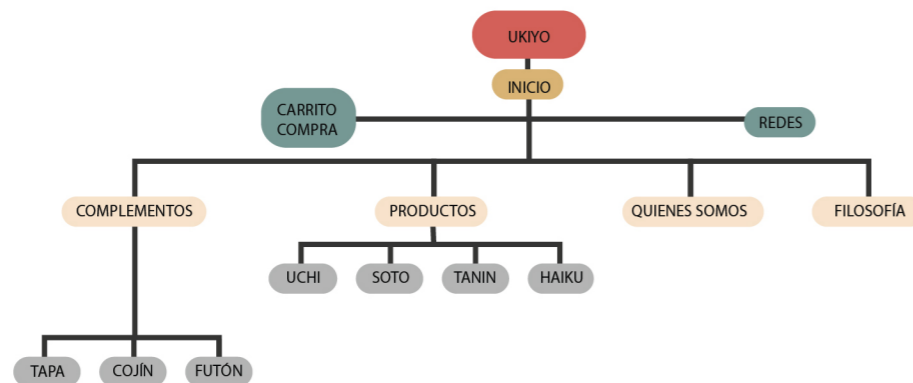 UKIYO
INICIO
CARRITO
COMPRA
REDES
COMPLEMENTOS
PRODUCTOS
QUIENES SOMOS
FILOSOFÍA
UCHI
SOTO
TANIN
HAIKU
TAPA
COJÍN
FUTÓN